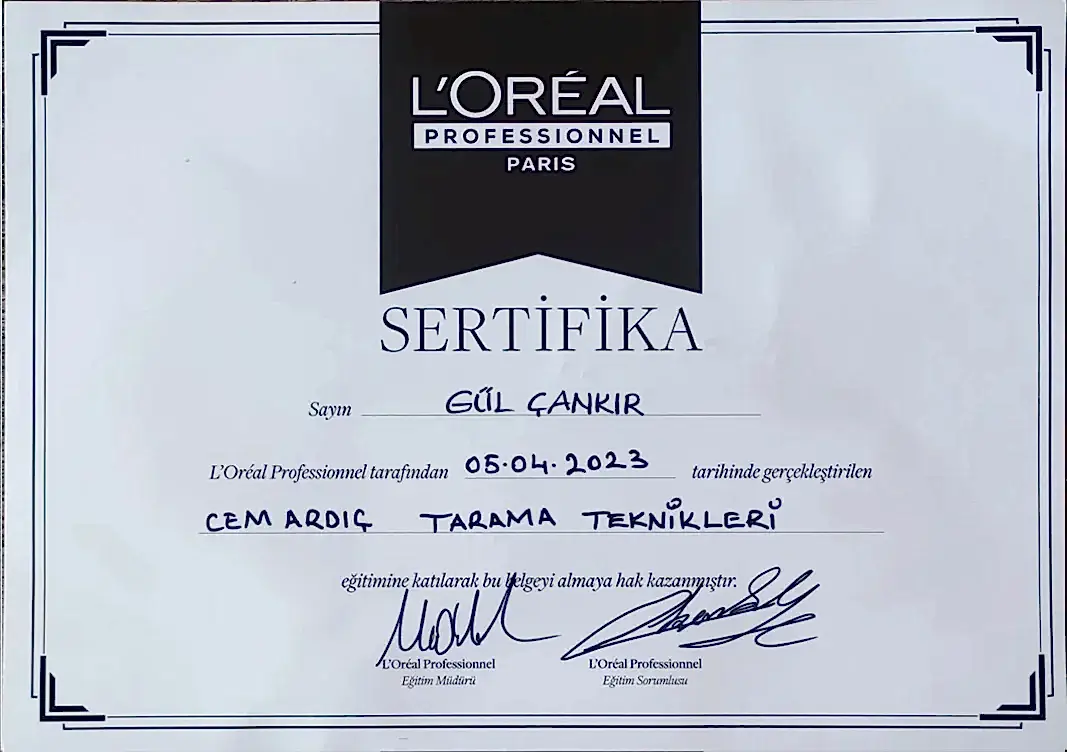 L'ORÉAL
PROFESSIONNEL
PARIS
SERTİFİKA
Sayın GÜL ÇANKIR
L'Oréal Professionnel tarafından 05.04.2023 tarihinde gerçekleştirilen
CEM ARDIÇ TARAMA TEKNİKLERİ
eğitimine katılarak bu belgeyi almaya hak kazanmıştır.
L'Oréal Professionnel L'Oréal Professionnel
Eğitim Müdürü Eğitim Sorumlusu